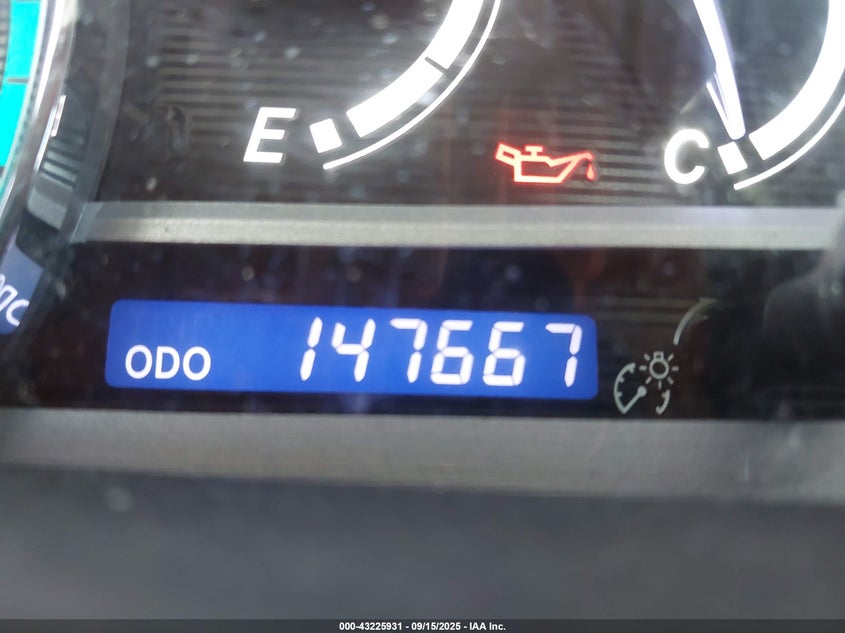 E
C
ODO 147667
000-43225931 - 09/15/2025 - IAA Inc.